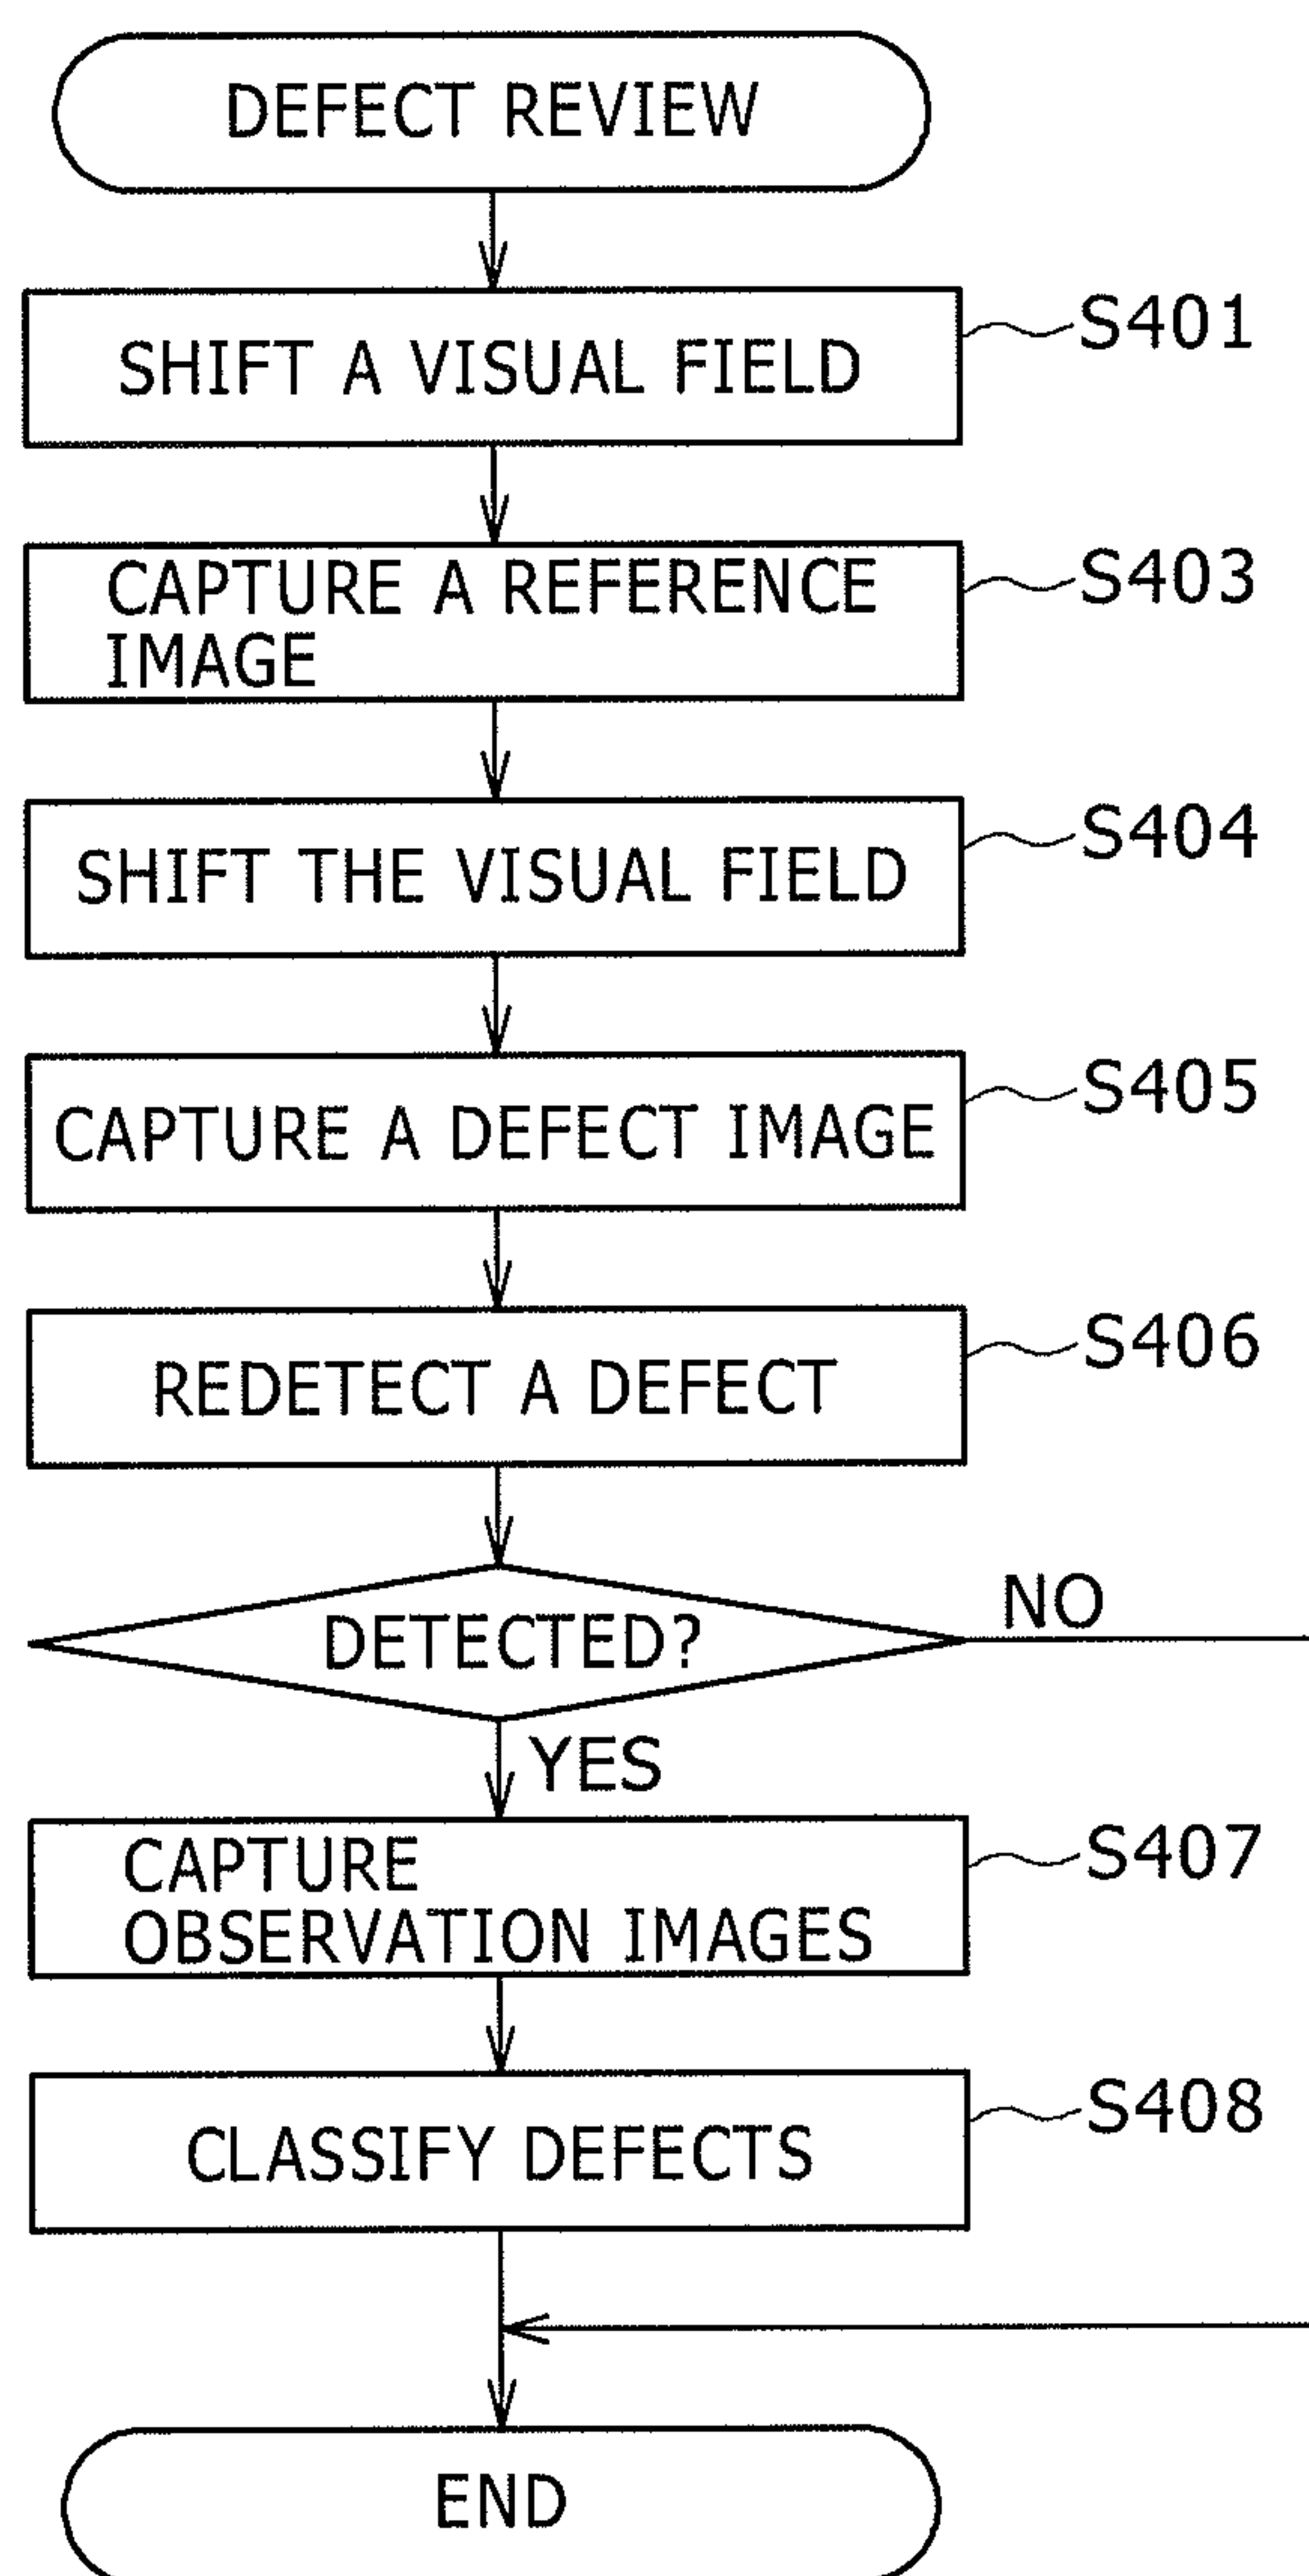 DEFECT REVIEW
SHIFT A VISUAL FIELD
S401
CAPTURE A REFERENCE
IMAGE
S403
SHIFT THE VISUAL FIELD
S404
CAPTURE A DEFECT IMAGE
S405
REDETECT A DEFECT
S406
DETECTED?
NO
YES
CAPTURE
OBSERVATION IMAGES
S407
CLASSIFY DEFECTS
S408
END